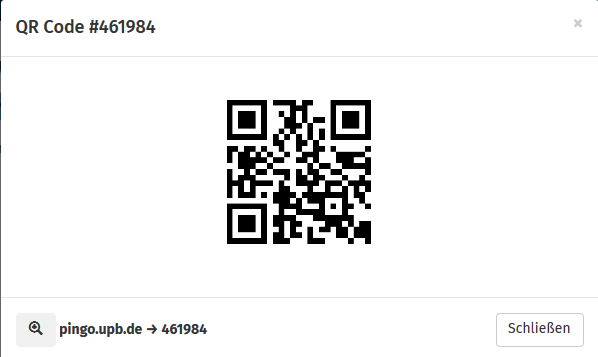 QR Code #461984
×
pingo.upb.de → 461984
Schließen